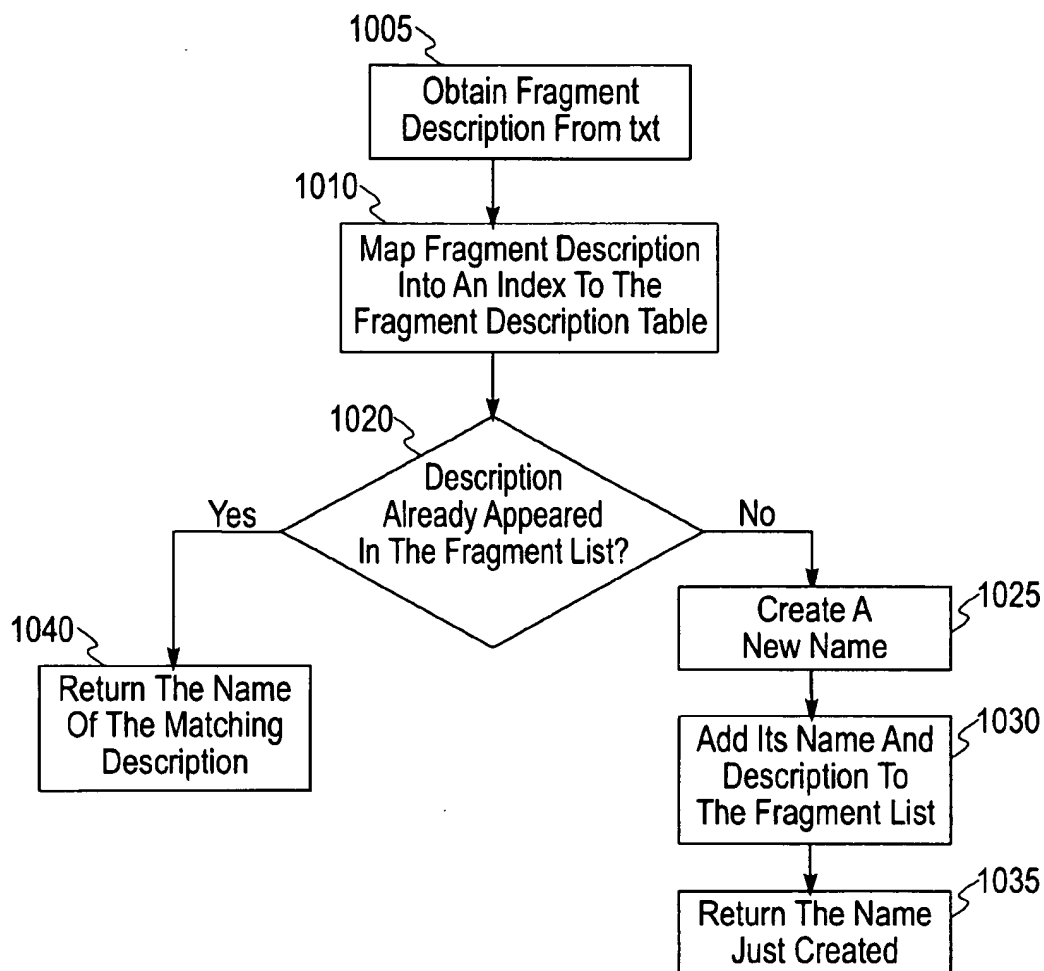 1005
Obtain Fragment
Description From txt
1010
Map Fragment Description
Into An Index To The
Fragment Description Table
1020
Description
Already Appeared
In The Fragment List?
Yes
No
1025
Create A
New Name
1040
Return The Name
Of The Matching
Description
1030
Add Its Name And
Description To
The Fragment List
1035
Return The Name
Just Created